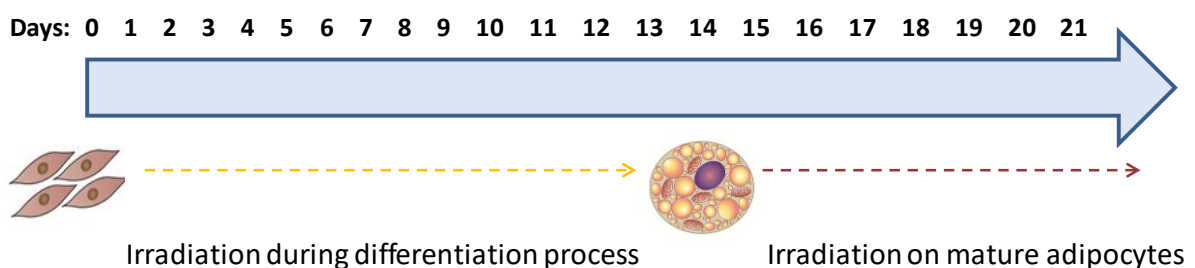 Days: 0 1 2 3 4 5 6 7 8 9 10 11 12 13 14 15 16 17 18 19 20 21
Irradiation during differentiation process
Irradiation on mature adipocytes